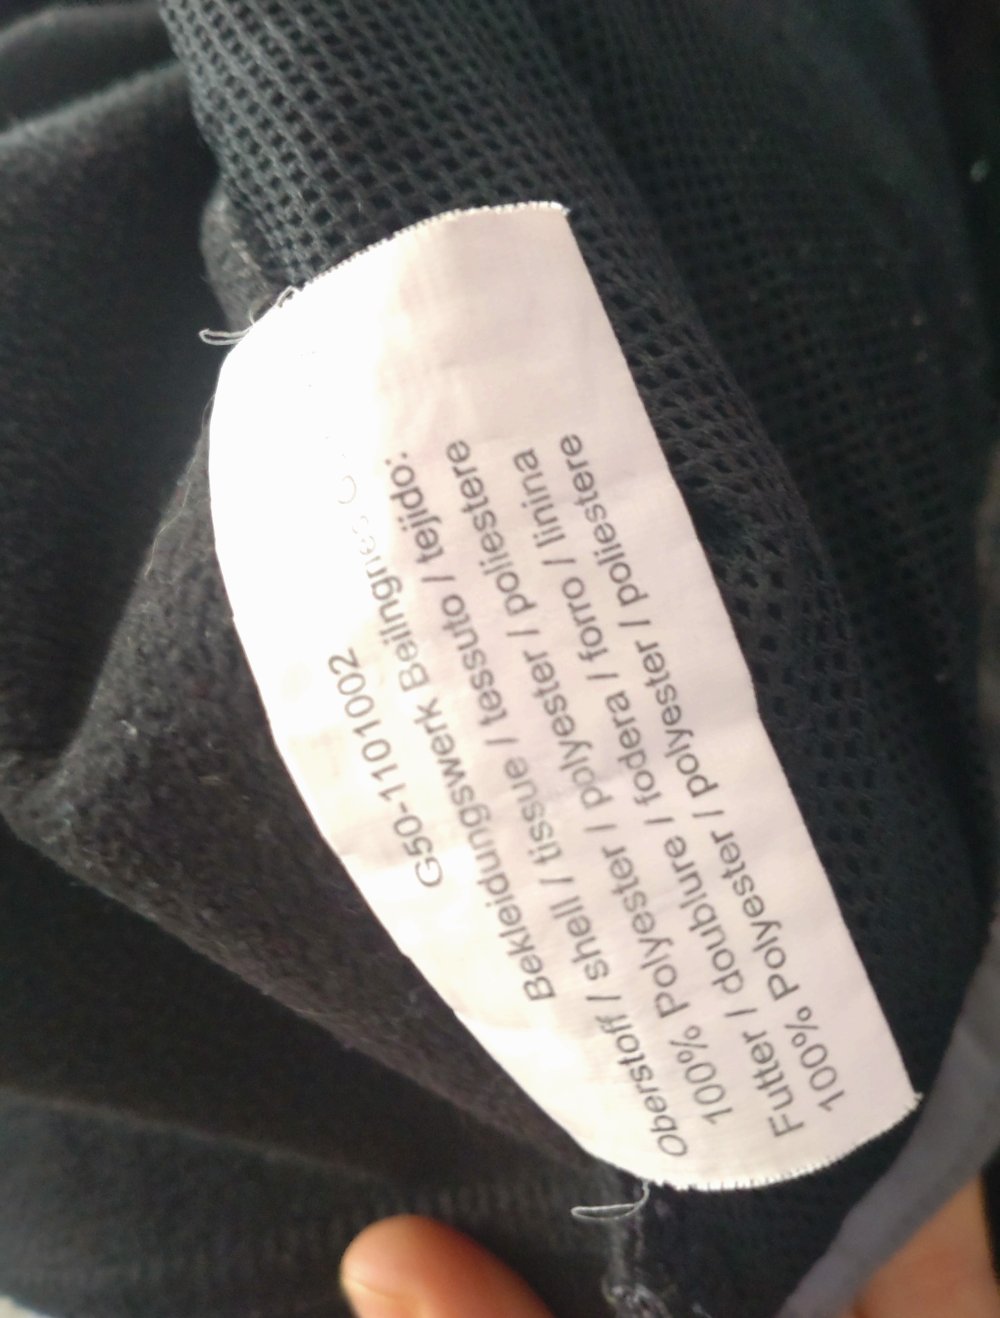 G50-1101002
Bekleidungswerk Beilngries
Oberstoff / shell / tissue / tessuto / tejido:
100% Polyester / polyester / poliestere
Futter / doublure / fodera / forro / linina
100% Polyester / polyester / poliestere